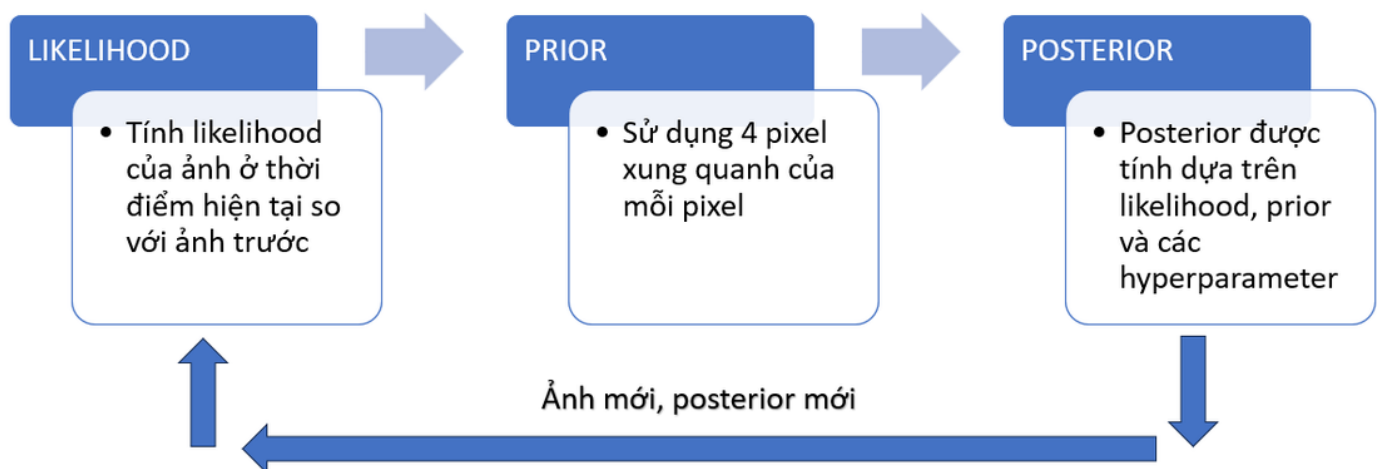 LIKELIHOOD
• Tính likelihood
của ảnh ở thời
điểm hiện tại so
với ảnh trước
PRIOR
• Sử dụng 4 pixel
xung quanh của
mỗi pixel
POSTERIOR
• Posterior được
tính dựa trên
likelihood, prior
và các
hyperparameter
Ảnh mới, posterior mới